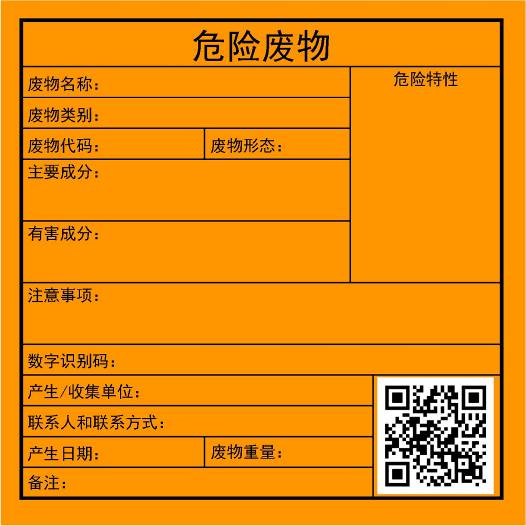 危险废物
废物名称：
危险特性
废物类别：
废物代码：
废物形态：
主要成分：
有害成分：
注意事项：
数字识别码：
产生/收集单位：
联系人和联系方式：
产生日期：
废物重量：
备注：